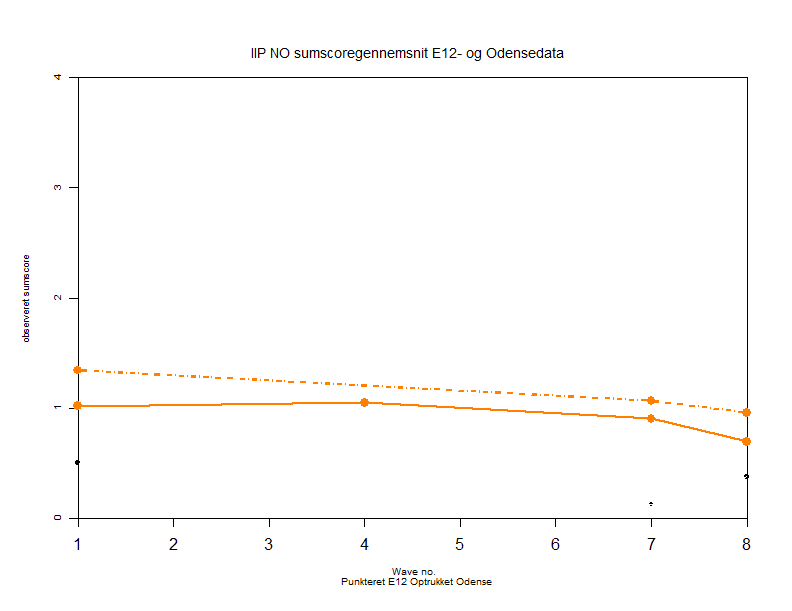 IIP NO sumscoregennemsnit E12- og Odensedata
observeret sumscore
4
3
2
1
0
1 2 3 4 5 6 7 8
Wave no.
Punkteret E12 Optrukket Odense